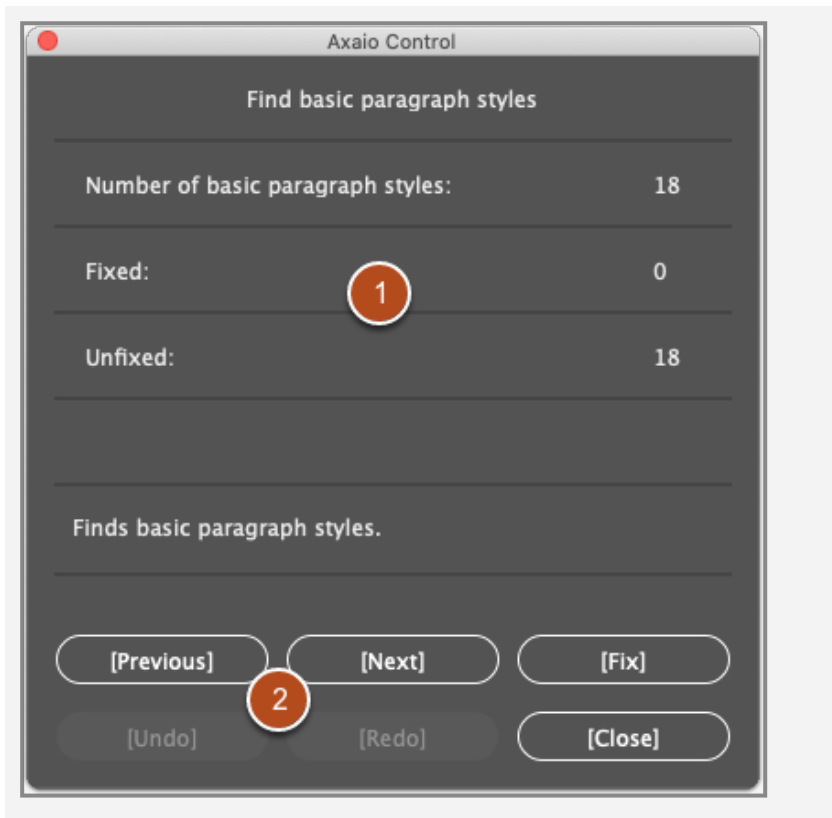 Axaio Control
Find basic paragraph styles
Number of basic paragraph styles: 18
Fixed: 0
1
Unfixed: 18
Finds basic paragraph styles.
[Previous] [Next] [Fix]
2
[Undo] [Redo] [Close]